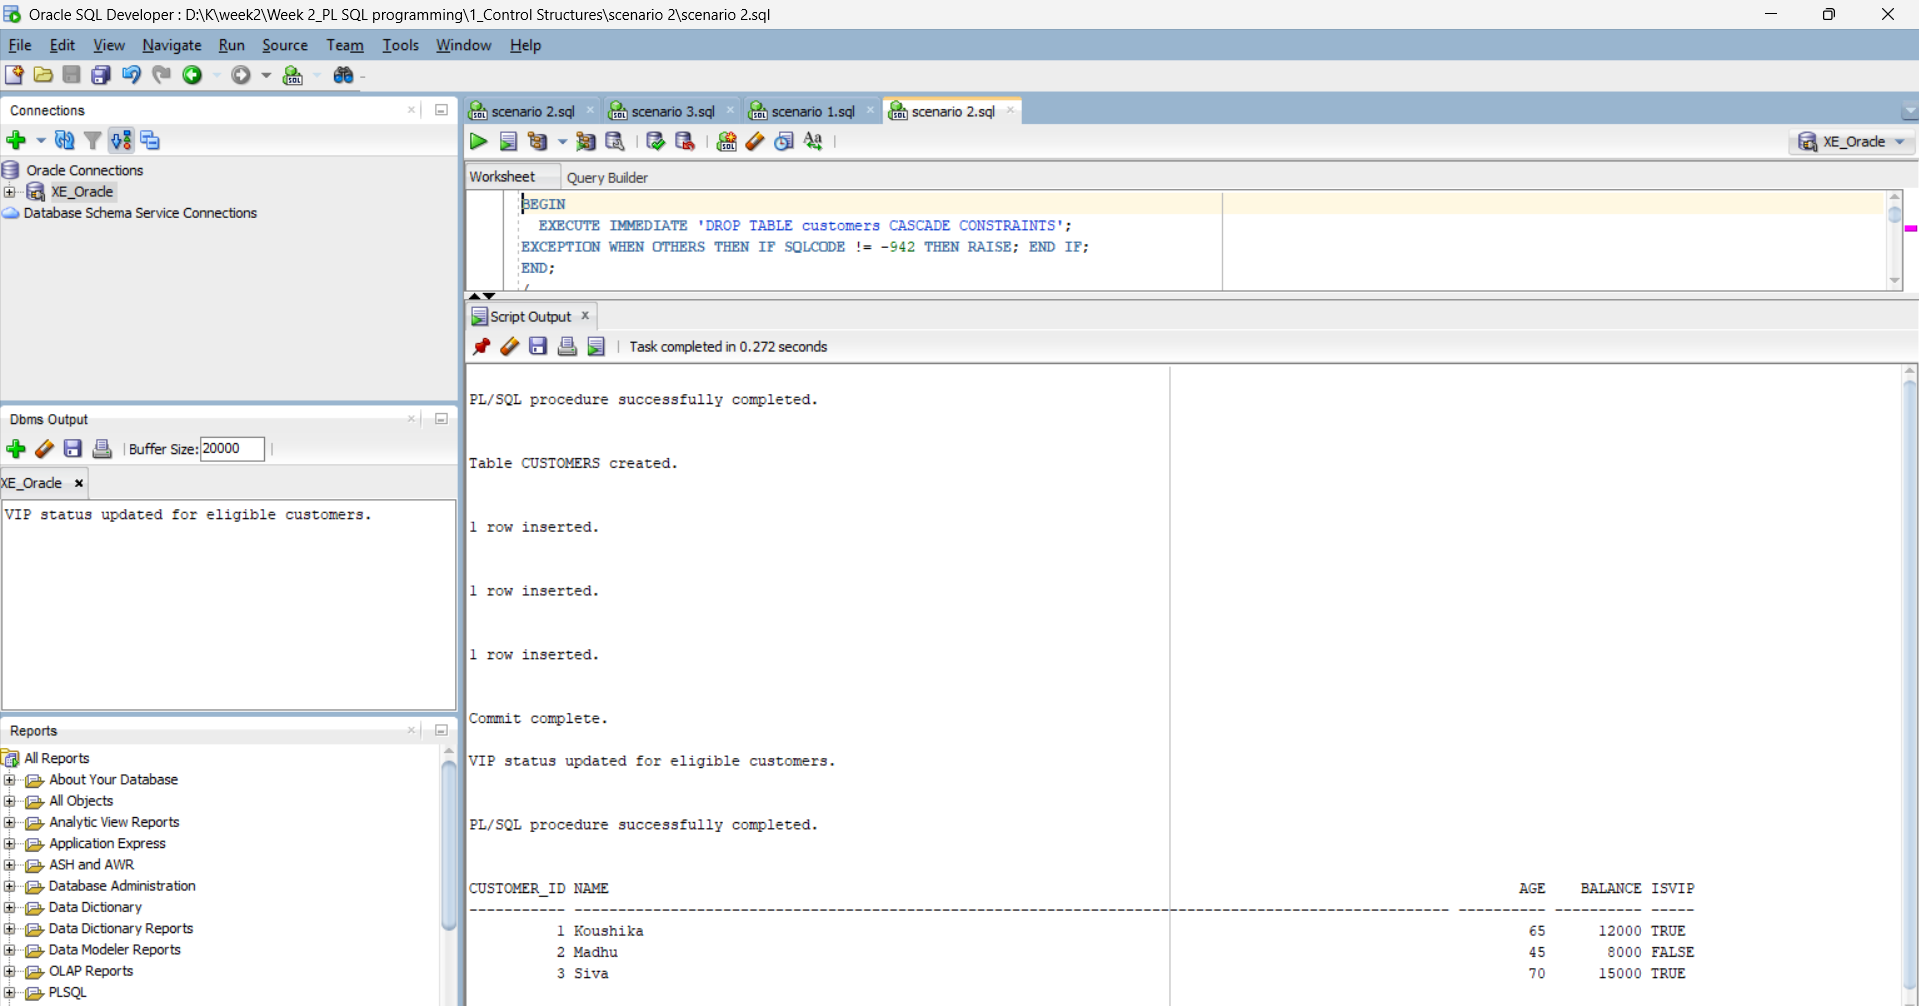 Oracle SQL Developer : D:\K\week2\Week 2_PL SQL programming\1_Control Structures\scenario 2\scenario 2.sql
File Edit View Navigate Run Source Team Tools Window Help
Connections
Oracle Connections
XE_Oracle
Database Schema Service Connections
scenario 2.sql scenario 3.sql scenario 1.sql scenario 2.sql
XE_Oracle
Worksheet Query Builder
BEGIN
EXECUTE IMMEDIATE 'DROP TABLE customers CASCADE CONSTRAINTS';
EXCEPTION WHEN OTHERS THEN IF SQLCODE != -942 THEN RAISE; END IF;
END;
/
Dbms Output
Buffer Size: 20000
XE_Oracle
VIP status updated for eligible customers.
Script Output
Task completed in 0.272 seconds
PL/SQL procedure successfully completed.
Table CUSTOMERS created.
1 row inserted.
1 row inserted.
1 row inserted.
Commit complete.
VIP status updated for eligible customers.
PL/SQL procedure successfully completed.
CUSTOMER_ID NAME AGE BALANCE ISVIP
1 Koushika 65 12000 TRUE
2 Madhu 45 8000 FALSE
3 Siva 70 15000 TRUE
Reports
All Reports
About Your Database
All Objects
Analytic View Reports
Application Express
ASH and AWR
Database Administration
Data Dictionary
Data Dictionary Reports
Data Modeler Reports
OLAP Reports
PLSQL